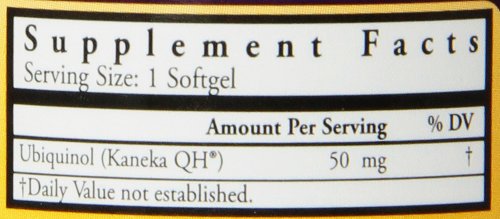 Supplement Facts
Serving Size: 1 Softgel
Amount Per Serving % DV
Ubiquinol (Kaneka QH®) 50 mg †
†Daily Value not established.